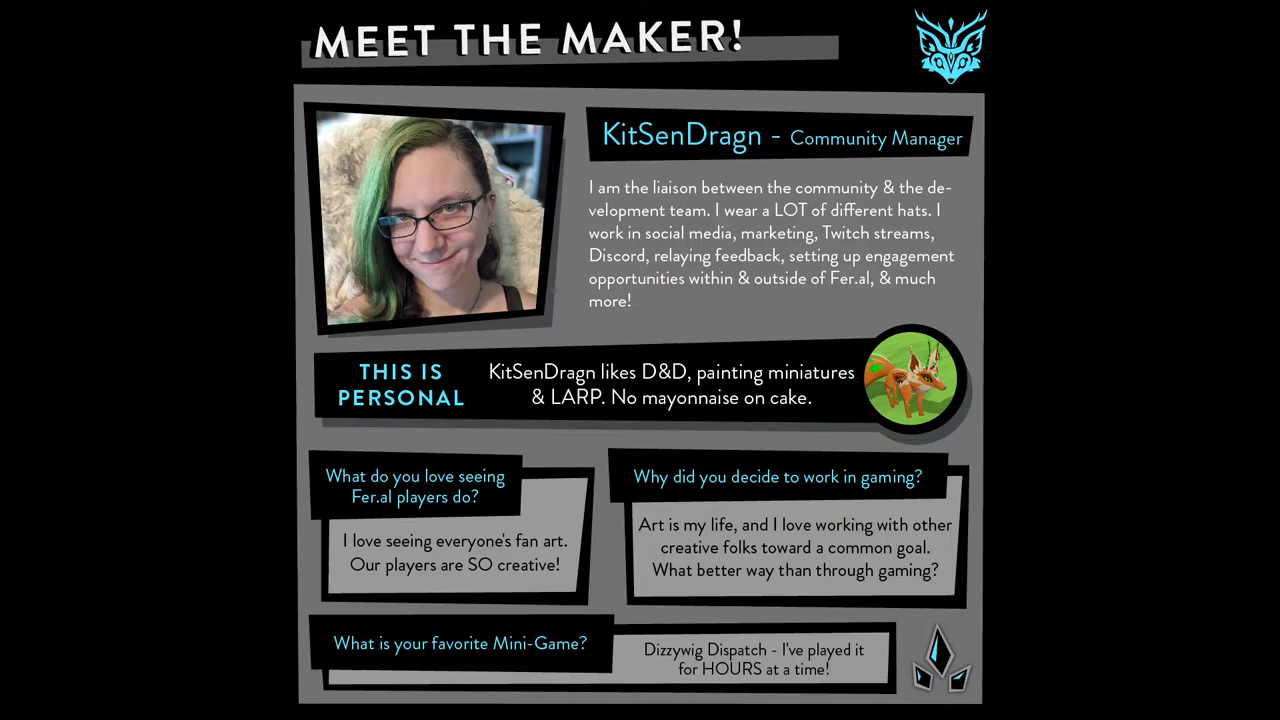 MEET THE MAKER!
KitSenDragn - Community Manager
I am the liaison between the community & the de-
velopment team. I wear a LOT of different hats. I
work in social media, marketing, Twitch streams,
Discord, relaying feedback, setting up engagement
opportunities within & outside of Fer.al, & much
more!
THIS IS
PERSONAL
KitSenDragn likes D&D, painting miniatures
& LARP. No mayonnaise on cake.
What do you love seeing
Fer.al players do?
I love seeing everyone's fan art.
Our players are SO creative!
Why did you decide to work in gaming?
Art is my life, and I love working with other
creative folks toward a common goal.
What better way than through gaming?
What is your favorite Mini-Game?
Dizzywig Dispatch - I've played it
for HOURS at a time!